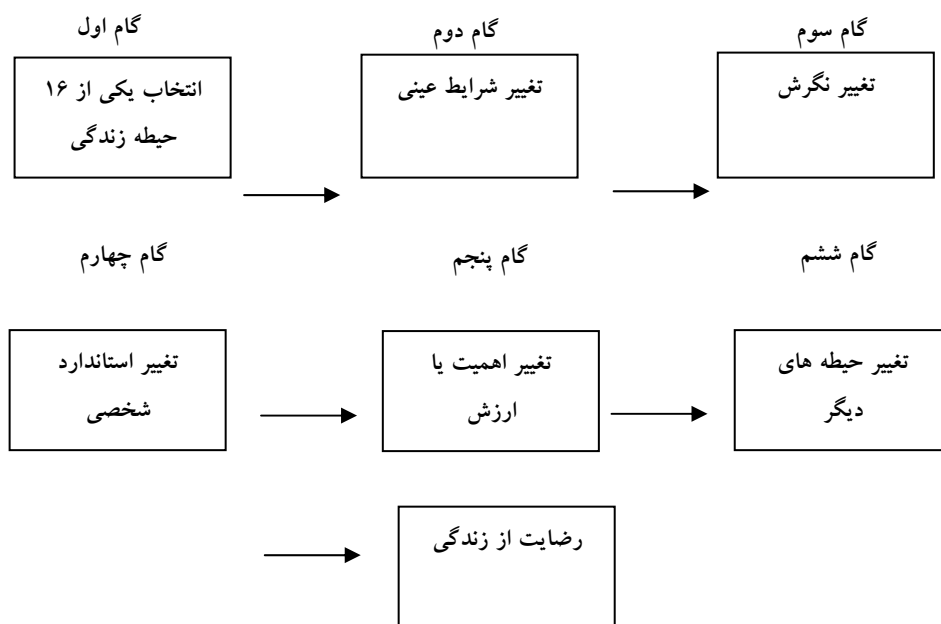 گام اول
گام دوم
گام سوم
انتخاب یکی از ۱۶
حیطه زندگی
تغییر شرایط عینی
تغییر نگرش
گام چهارم
گام پنجم
گام ششم
تغییر استاندارد
شخصی
تغییر اهمیت یا
ارزش
تغییر حیطه های
دیگر
رضایت از زندگی